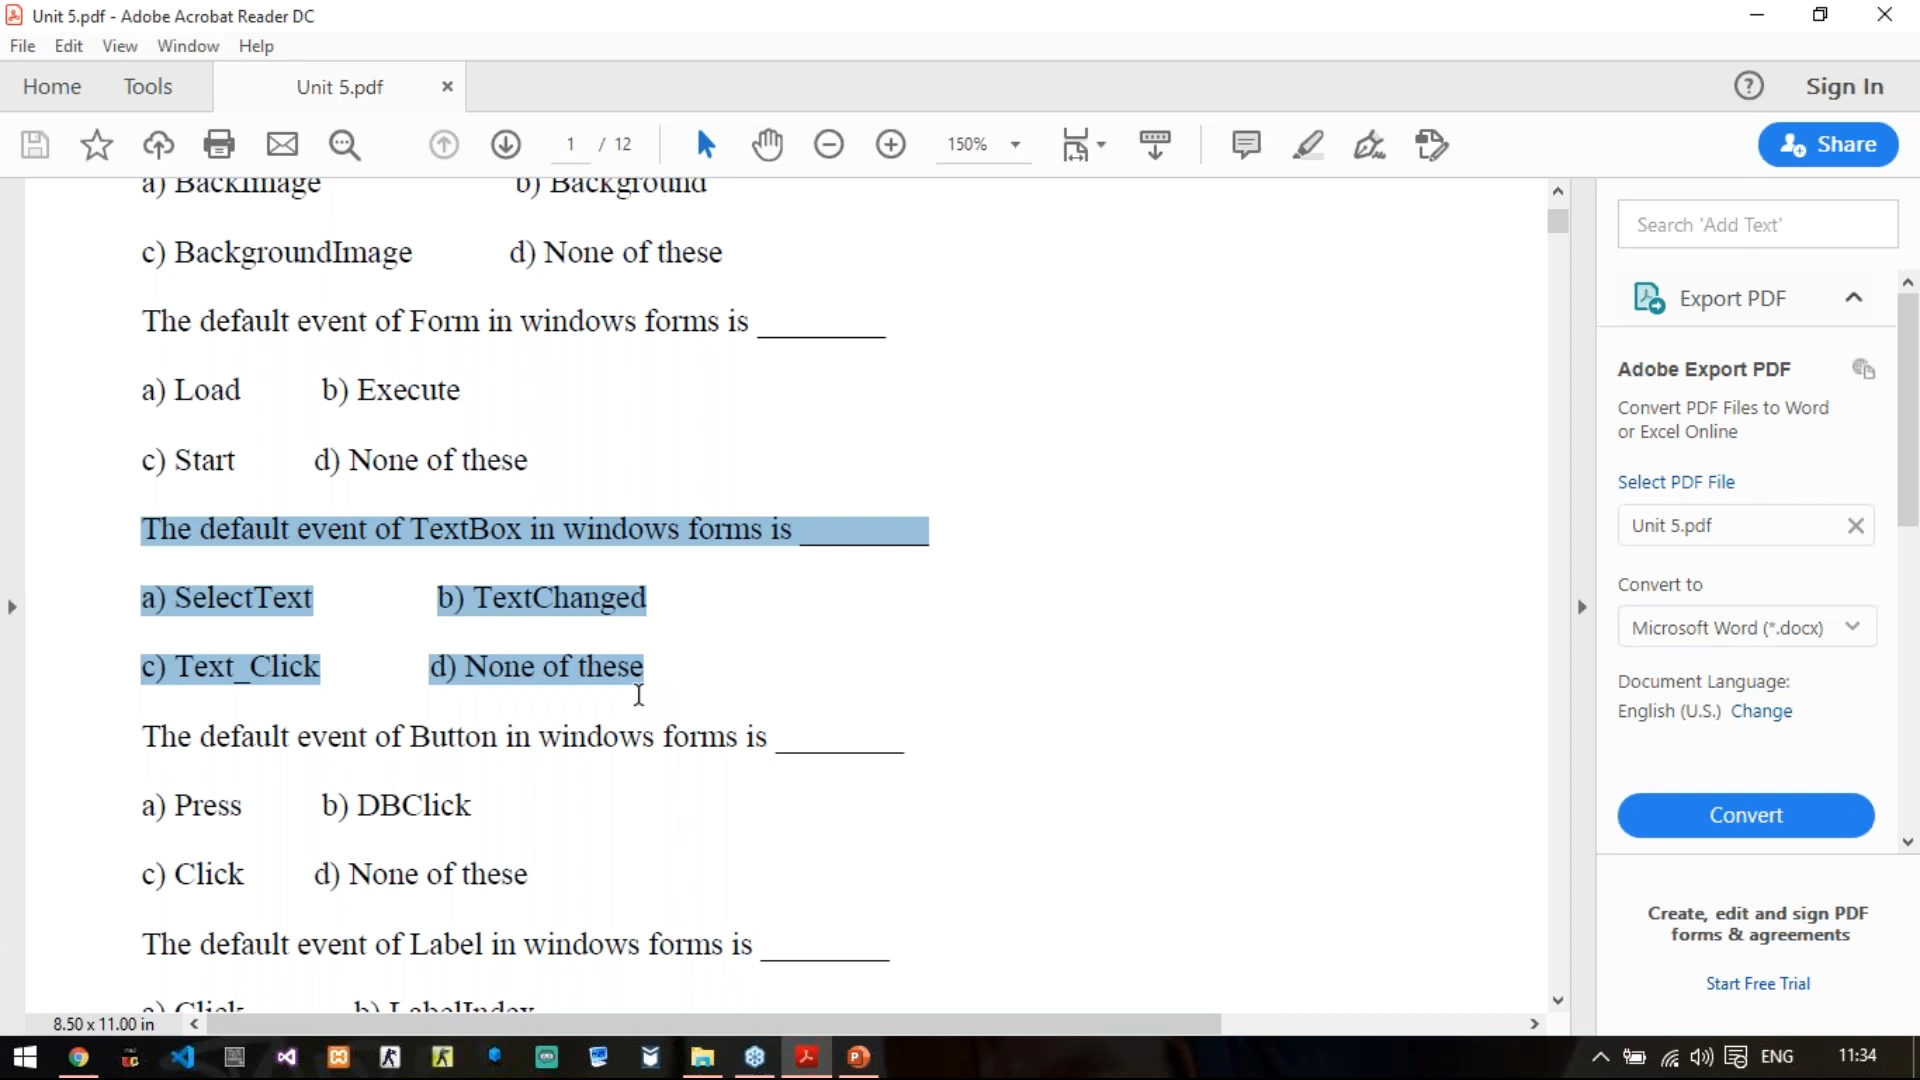 Unit 5.pdf - Adobe Acrobat Reader DC
File Edit View Window Help
Home Tools Unit 5.pdf × ? Sign In
1 / 12 150% Share
a) BackImage b) Background
c) BackgroundImage d) None of these
The default event of Form in windows forms is ________
a) Load b) Execute
c) Start d) None of these
The default event of TextBox in windows forms is ________
a) SelectText b) TextChanged
c) Text_Click d) None of these
The default event of Button in windows forms is ________
a) Press b) DBClick
c) Click d) None of these
The default event of Label in windows forms is ________
a) Click b) LabelIndex
8.50 x 11.00 in
Search 'Add Text'
Export PDF
Adobe Export PDF
Convert PDF Files to Word
or Excel Online
Select PDF File
Unit 5.pdf
Convert to
Microsoft Word (*.docx)
Document Language:
English (U.S.) Change
Convert
Create, edit and sign PDF
forms & agreements
Start Free Trial
ENG 11:34